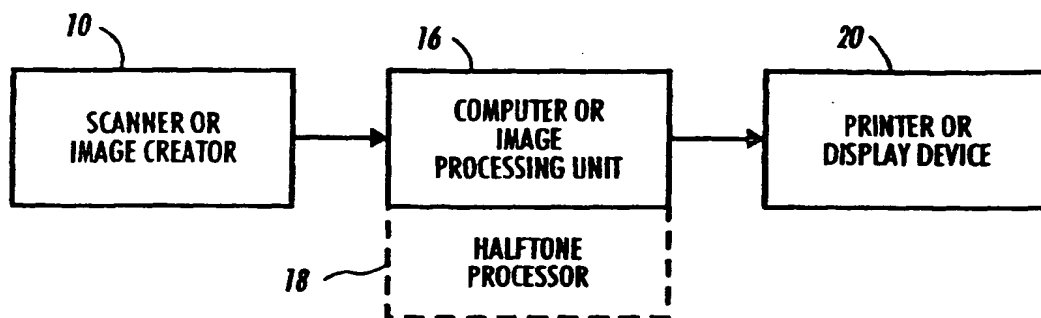 10
SCANNER OR
IMAGE CREATOR
16
COMPUTER OR
IMAGE
PROCESSING UNIT
20
PRINTER OR
DISPLAY DEVICE
18
HALFTONE
PROCESSOR